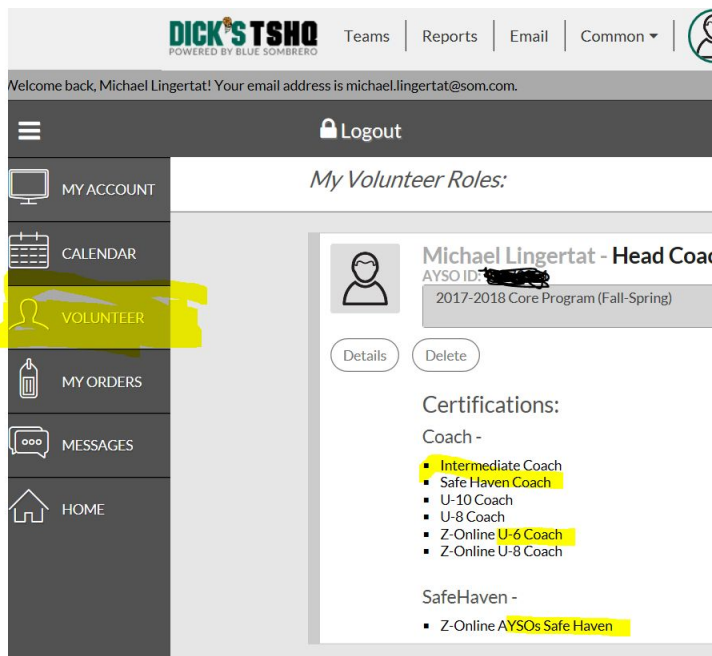 DICK'S TSHQ
POWERED BY BLUE SOMBRERO
Teams Reports Email Common
Welcome back, Michael Lingertat! Your email address is michael.lingertat@som.com.
Logout
MY ACCOUNT
CALENDAR
VOLUNTEER
MY ORDERS
MESSAGES
HOME
My Volunteer Roles:
Michael Lingertat - Head Coac
AYSO ID:
2017-2018 Core Program (Fall-Spring)
Details Delete
Certifications:
Coach -
Intermediate Coach
Safe Haven Coach
U-10 Coach
U-8 Coach
Z-Online U-6 Coach
Z-Online U-8 Coach
SafeHaven -
Z-Online AYSOs Safe Haven